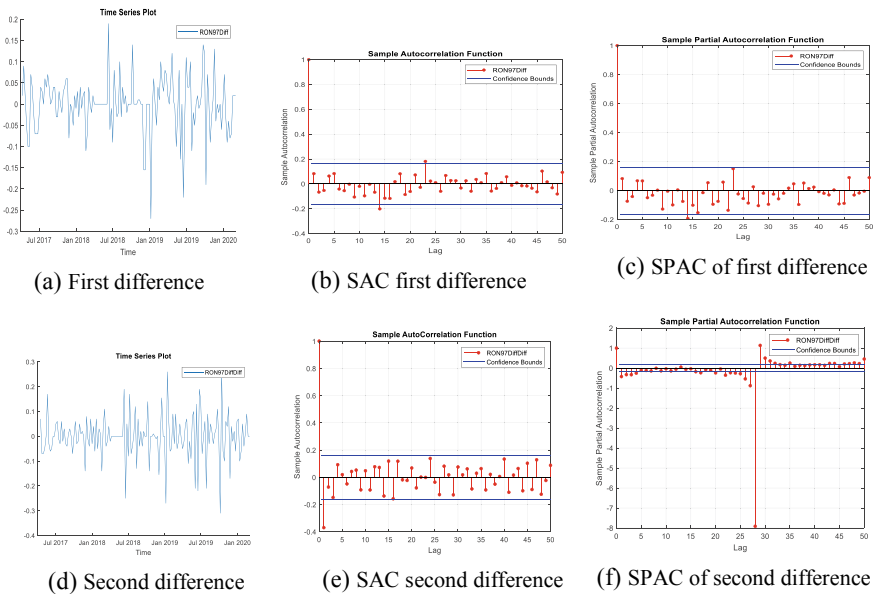 Time Series Plot
RON97Diff
0.2
0.15
0.1
0.05
0
-0.05
-0.1
-0.15
-0.2
-0.25
-0.3
Jul 2017 Jan 2018 Jul 2018 Jan 2019 Jul 2019 Jan 2020
Time
(a) First difference
Sample Autocorrelation Function
RON97Diff
Confidence Bounds
Sample Autocorrelation
1
0.8
0.6
0.4
0.2
0
-0.2
-0.4
0 5 10 15 20 25 30 35 40 45 50
Lag
(b) SAC first difference
Sample Partial Autocorrelation Function
RON97Diff
Confidence Bounds
Sample Partial Autocorrelation
1
0.8
0.6
0.4
0.2
0
-0.2
0 5 10 15 20 25 30 35 40 45 50
Lag
(c) SPAC of first difference
Time Series Plot
RON97DiffDiff
0.3
0.2
0.1
0
-0.1
-0.2
-0.3
-0.4
Jul 2017 Jan 2018 Jul 2018 Jan 2019 Jul 2019 Jan 2020
Time
(d) Second difference
Sample AutoCorrelation Function
RON97DiffDiff
Confidence Bounds
Sample Autocorrelation
1
0.8
0.6
0.4
0.2
0
-0.2
-0.4
0 5 10 15 20 25 30 35 40 45 50
Lag
(e) SAC second difference
Sample Partial Autocorrelation Function
RON97DiffDiff
Confidence Bounds
Sample Partial Autocorrelation
2
1
0
-1
-2
-3
-4
-5
-6
-7
-8
0 5 10 15 20 25 30 35 40 45 50
Lag
(f) SPAC of second difference